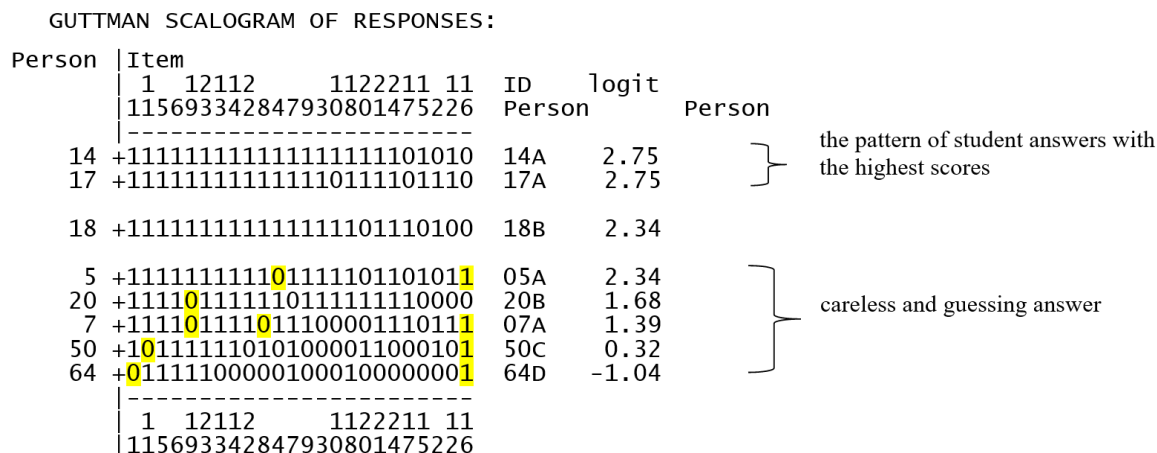 GUTTMAN SCALOGRAM OF RESPONSES:
Person |Item
| 1  12112     1122211 11  ID    logit
|115693342847930801475226  Person    Person
|------------------------
14 +111111111111111111101010  14A  2.75
17 +111111111111110111101110  17A  2.75
the pattern of student answers with
the highest scores
18 +111111111111111101110100  18B  2.34
5 +111111111101111101101011  05A  2.34
20 +111101111110111111110000  20B  1.68
7 +111101111011100001110111  07A  1.39
50 +101111110101000011000101  50C  0.32
64 +011111000001000100000001  64D  -1.04
careless and guessing answer
|------------------------
| 1  12112     1122211 11
|115693342847930801475226